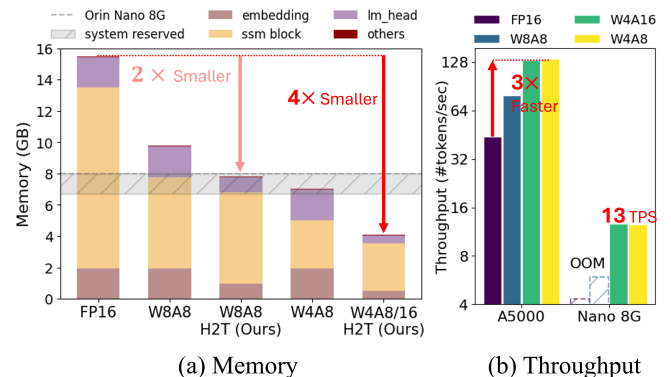 Orin Nano 8G
system reserved
embedding
ssm block
lm_head
others
Memory (GB)
16
14
12
10
8
6
4
2
0
2 × Smaller
4× Smaller
FP16
W8A8
W8A8
H2T (Ours)
W4A8
W4A8/16
H2T (Ours)
(a) Memory
FP16
W8A8
W4A16
W4A8
Throughput (#tokens/sec)
128
64
32
16
8
4
3×
Faster
13 TPS
OOM
A5000
Nano 8G
(b) Throughput